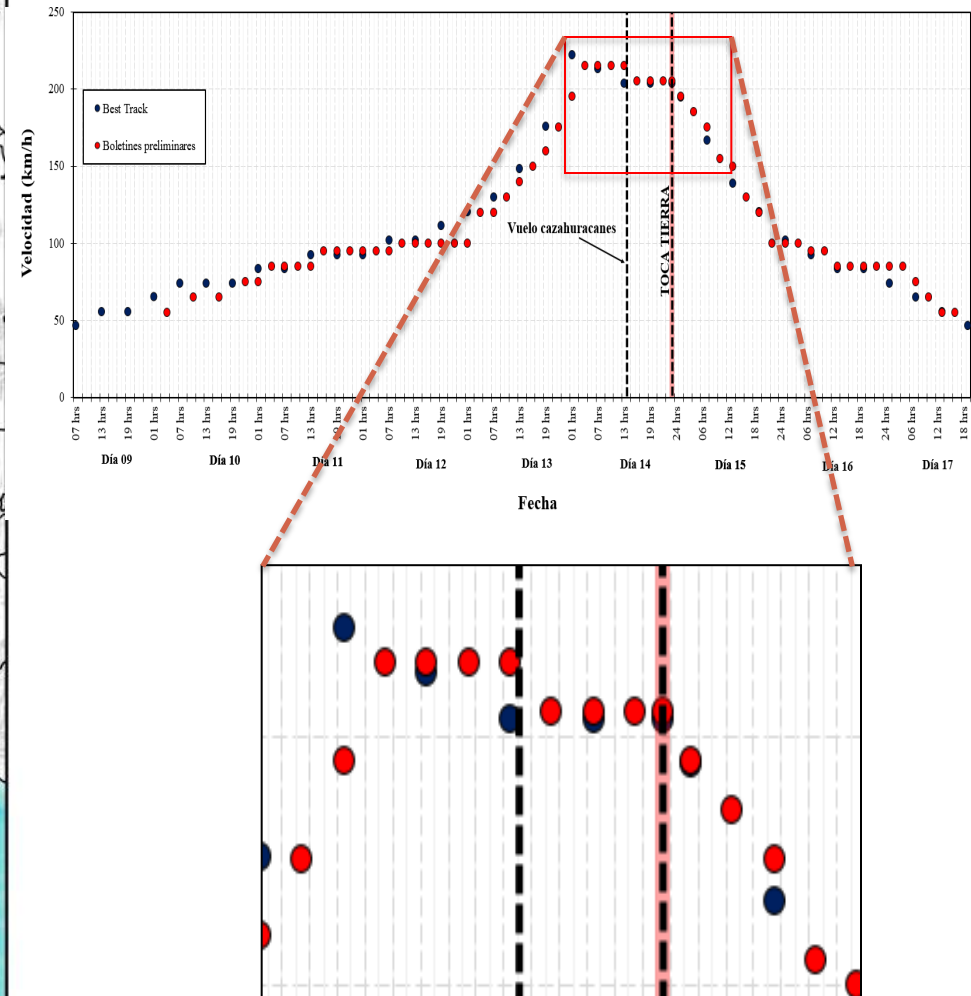 250
200
150
100
50
0
Velocidad (km/h)
Best Track
Boletines preliminares
Vuelo cazahuracanes
TOCA TIERRA
07 hrs
13 hrs
19 hrs
01 hrs
07 hrs
13 hrs
19 hrs
01 hrs
07 hrs
13 hrs
19 hrs
01 hrs
07 hrs
13 hrs
19 hrs
01 hrs
07 hrs
13 hrs
19 hrs
01 hrs
07 hrs
13 hrs
19 hrs
24 hrs
06 hrs
12 hrs
18 hrs
24 hrs
06 hrs
12 hrs
18 hrs
24 hrs
06 hrs
12 hrs
18 hrs
Día 09
Día 10
Día 11
Día 12
Día 13
Día 14
Día 15
Día 16
Día 17
Fecha